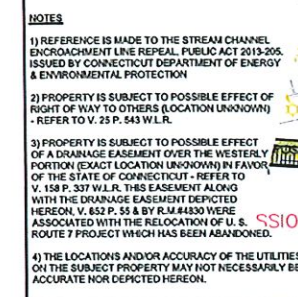 NOTES
1) REFERENCE IS MADE TO THE STREAM CHANNEL
ENCROACHMENT LINE REPEAL, PUBLIC ACT 2013-205.
ISSUED BY CONNECTICUT DEPARTMENT OF ENERGY
& ENVIRONMENTAL PROTECTION
2) PROPERTY IS SUBJECT TO POSSIBLE EFFECT OF
RIGHT OF WAY TO OTHERS (LOCATION UNKNOWN)
- REFER TO V. 25 P. 543 W.L.R.
3) PROPERTY IS SUBJECT TO POSSIBLE EFFECT
OF A DRAINAGE EASEMENT OVER THE WESTERLY
PORTION (EXACT LOCATION UNKNOWN) IN FAVOR
OF THE STATE OF CONNECTICUT - REFER TO
V. 158 P. 337 W.L.R. THIS EASEMENT ALONG
WITH THE DRAINAGE EASEMENT DEPICTED
HEREON, V. 652 P. 55 & BY R.M.#4830 WERE
ASSOCIATED WITH THE RELOCATION OF U. S.
ROUTE 7 PROJECT WHICH HAS BEEN ABANDONED.
SSIO
4) THE LOCATIONS AND/OR ACCURACY OF THE UTILITIES
ON THE SUBJECT PROPERTY MAY NOT NECESSARILY BE
ACCURATE NOR DEPICTED HEREON.